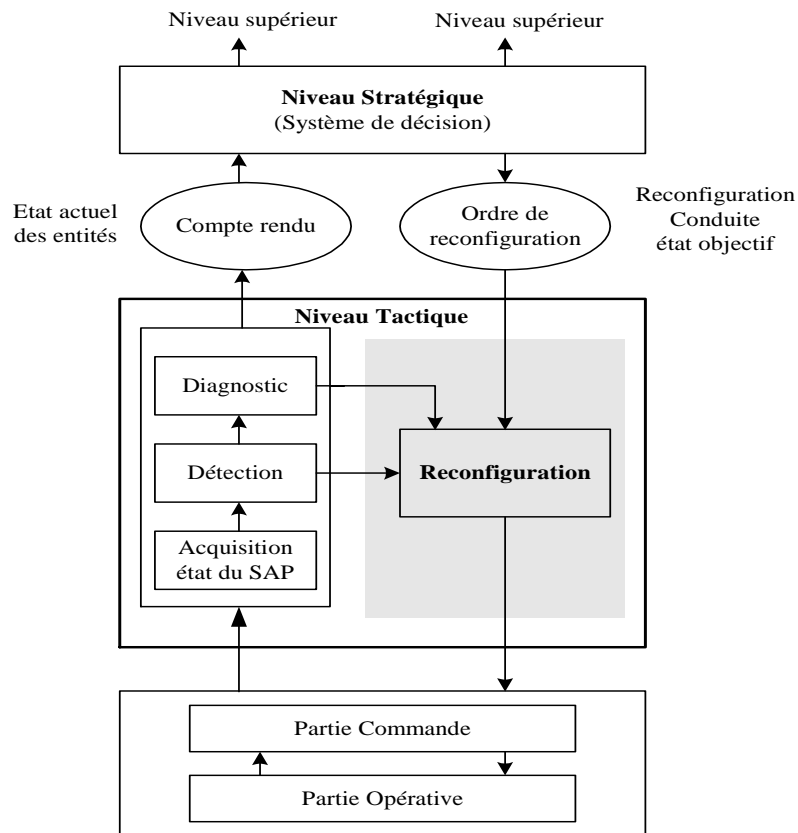 Niveau supérieur
Niveau supérieur
Niveau Stratégique
(Système de décision)
Etat actuel
des entités
Compte rendu
Ordre de
reconfiguration
Reconfiguration
Conduite
état objectif
Niveau Tactique
Diagnostic
Détection
Reconfiguration
Acquisition
état du SAP
Partie Commande
Partie Opérative